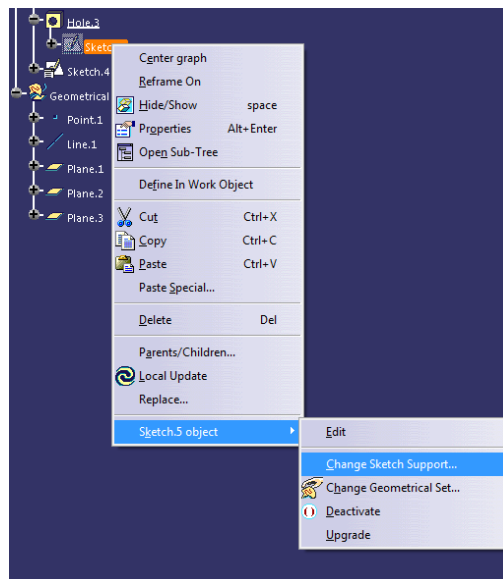 Hole.3
Sketc
Sketch.4
Geometrical
Point.1
Line.1
Plane.1
Plane.2
Plane.3
Center graph
Reframe On
Hide/Show space
Properties Alt+Enter
Open Sub-Tree
Define In Work Object
Cut Ctrl+X
Copy Ctrl+C
Paste Ctrl+V
Paste Special...
Delete Del
Parents/Children...
Local Update
Replace...
Sketch.5 object
Edit
Change Sketch Support...
Change Geometrical Set...
Deactivate
Upgrade